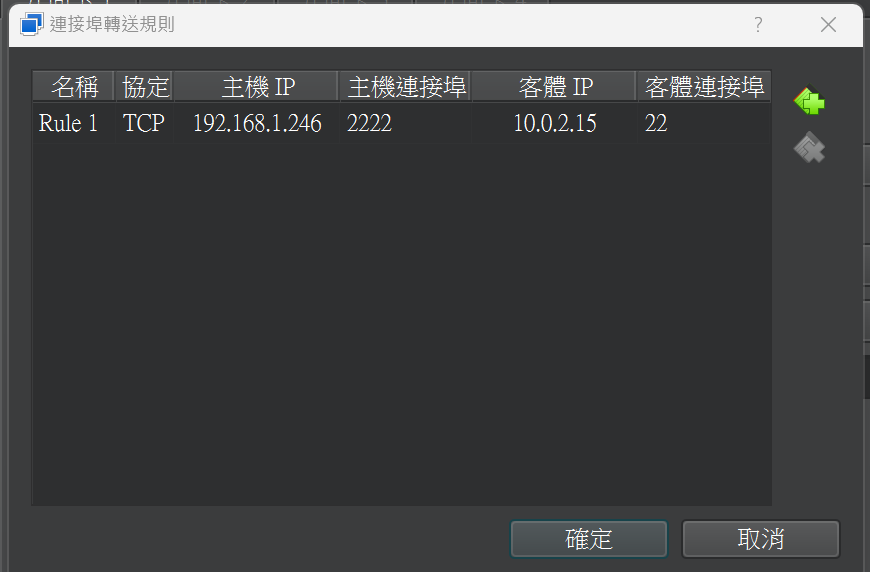 連接埠轉送規則
?
名稱 協定 主機 IP 主機連接埠 客體 IP 客體連接埠
Rule 1 TCP 192.168.1.246 2222 10.0.2.15 22
確定 取消